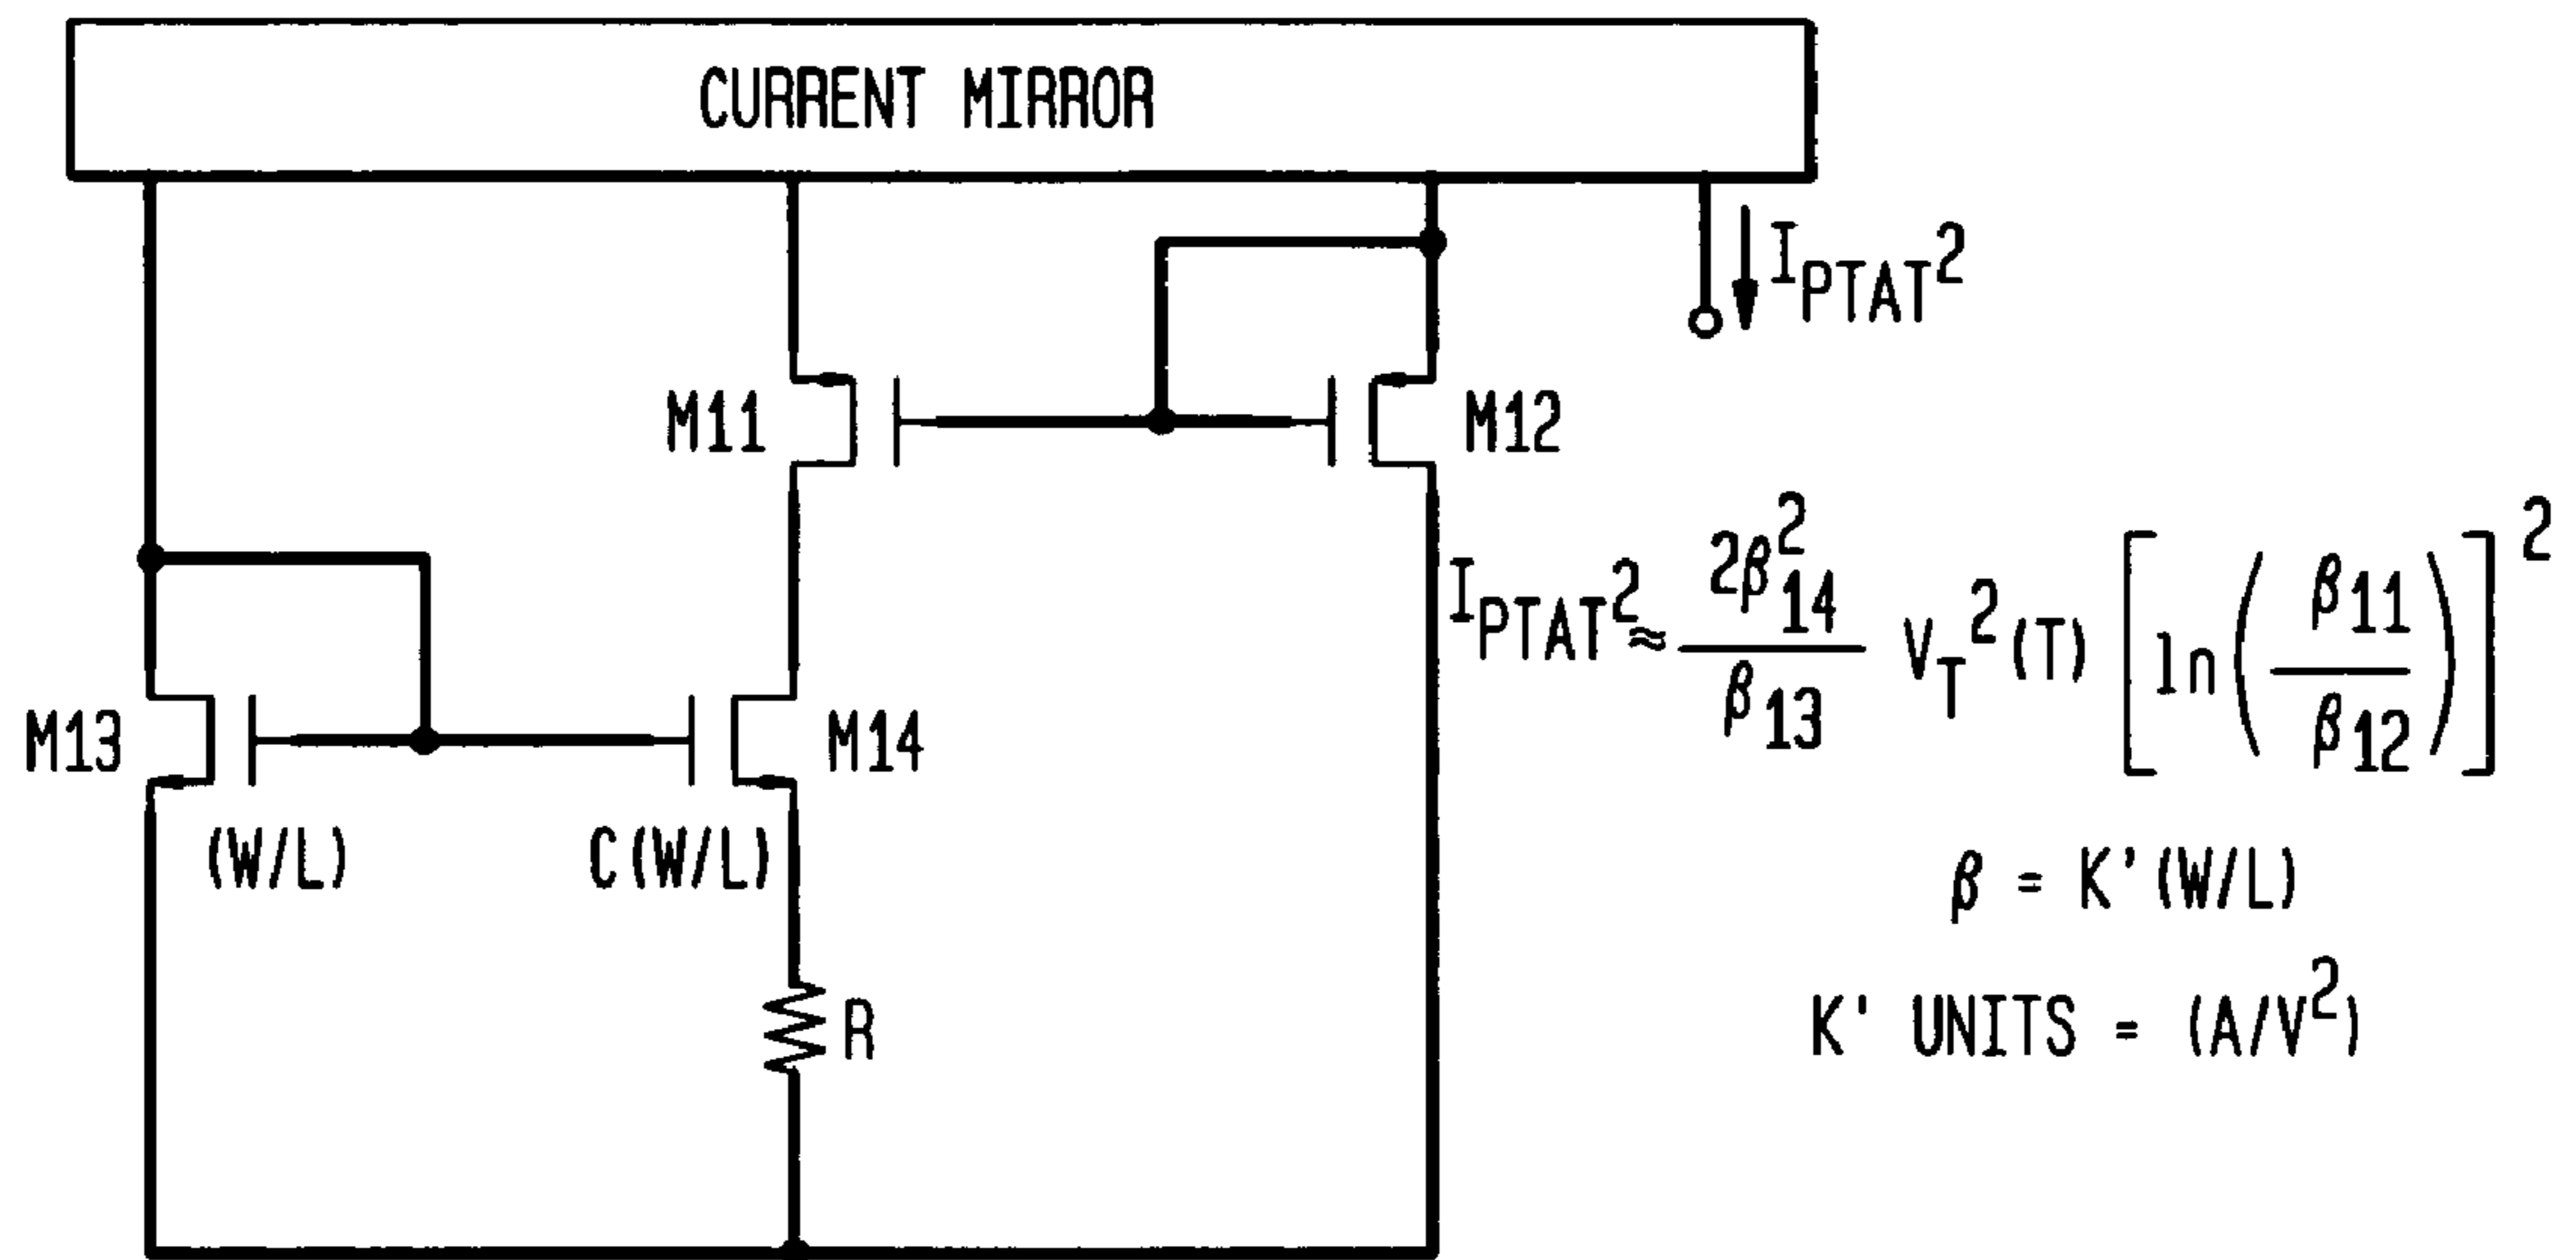 CURRENT MIRROR
I_PTAT^2
M11
M12
I_PTAT^2 ≈ 2β_14^2 / β_13 V_T^2 (T) [ln(β_11 / β_12)]^2
M13
M14
(W/L)
C(W/L)
β = K'(W/L)
R
K' UNITS = (A/V^2)